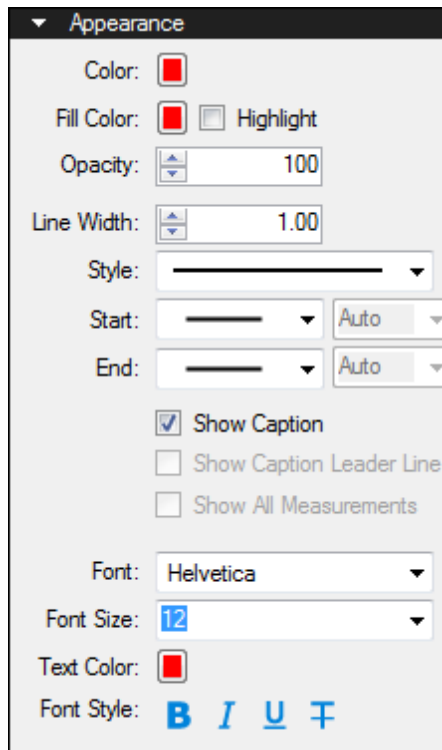 Appearance
Color:
Fill Color: Highlight
Opacity: 100
Line Width: 1.00
Style:
Start: Auto
End: Auto
Show Caption
Show Caption Leader Line
Show All Measurements
Font: Helvetica
Font Size: 12
Text Color:
Font Style: B I U T